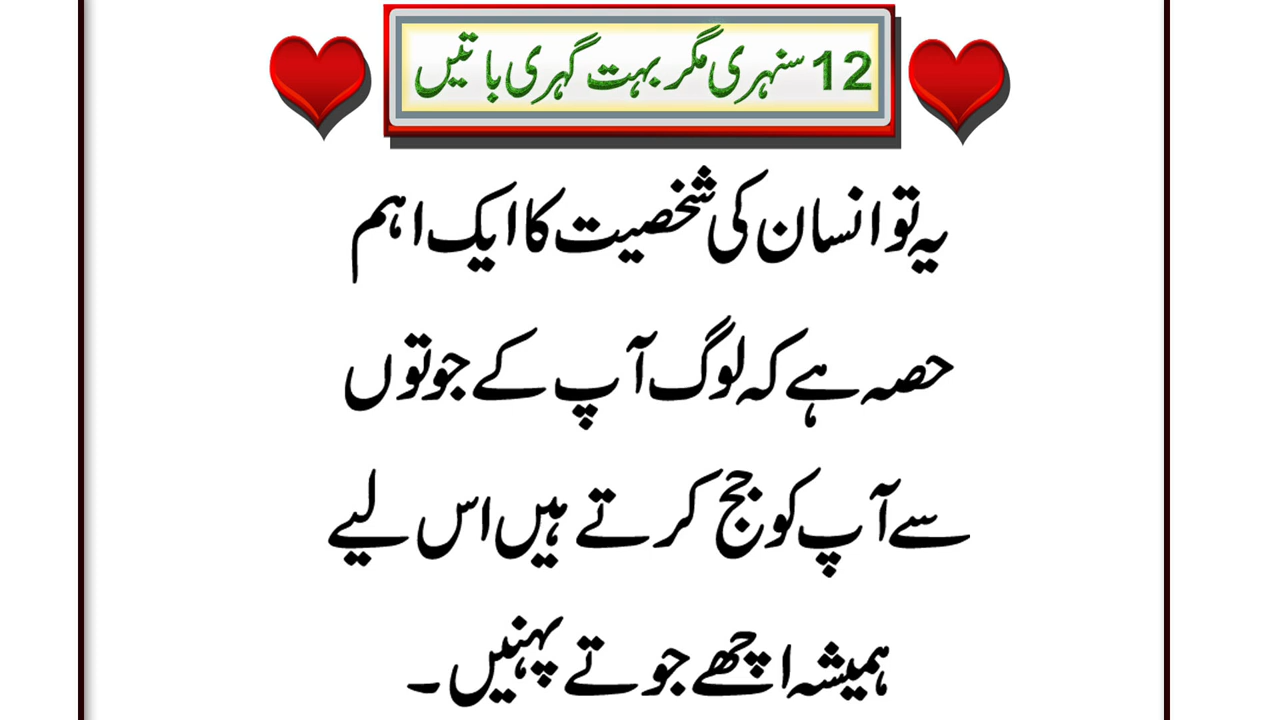 12 سنہری مگر بہت گہری باتیں
یہ تو انسان کی شخصیت کا ایک اہم
حصہ ہے کہ لوگ آپ کے جوتوں
سے آپ کو جج کرتے ہیں اس لیے
ہمیشہ اچھے جوتے پہنیں۔